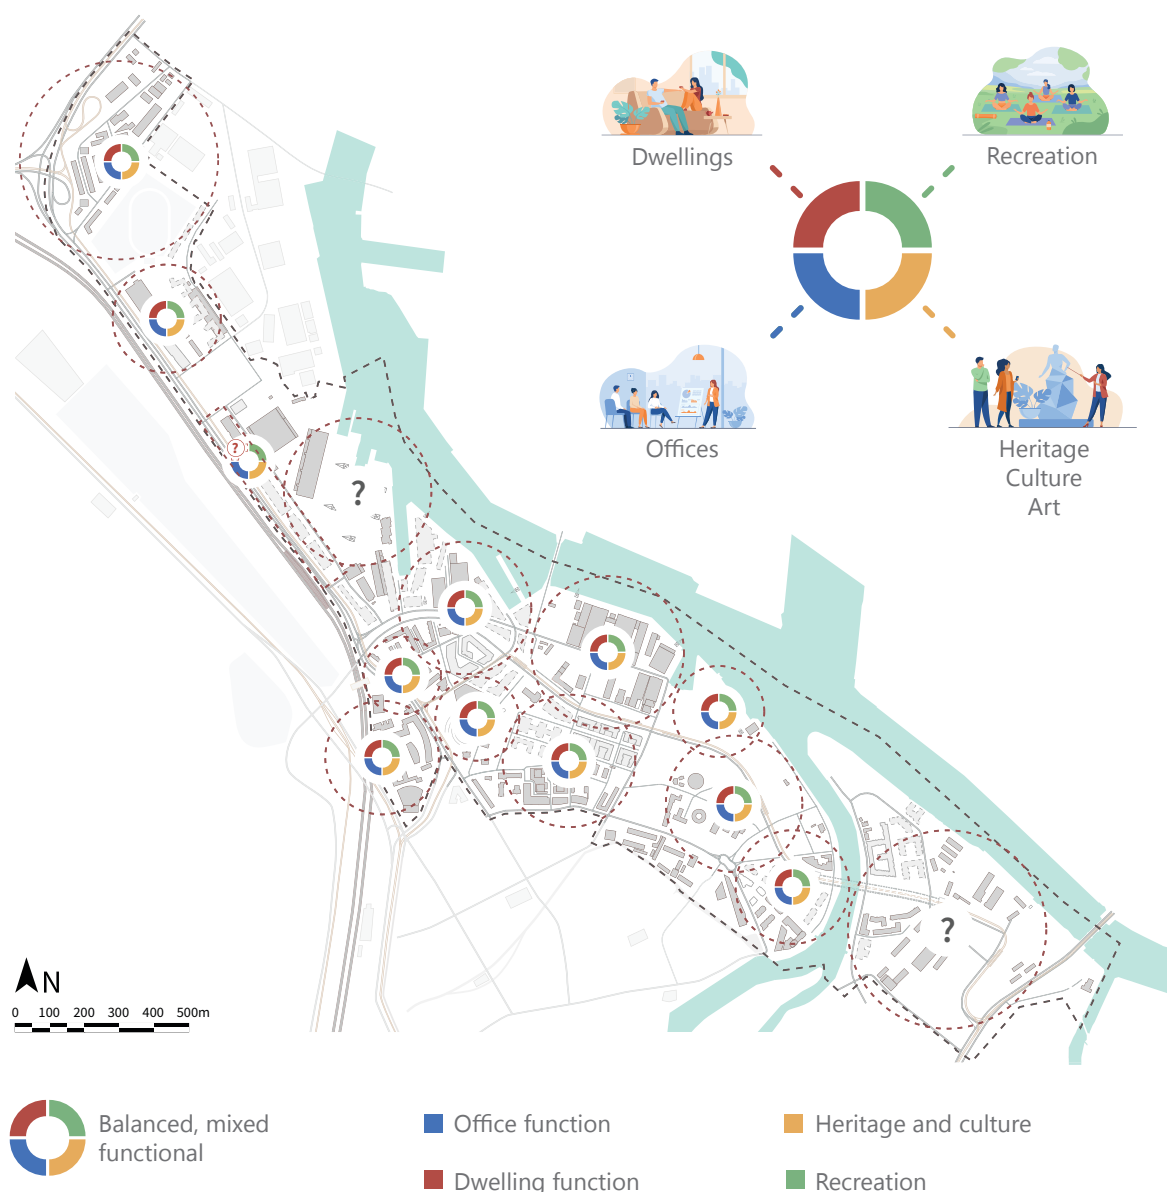 Dwellings
Recreation
Offices
Heritage
Culture
Art
?
?
?
N
0 100 200 300 400 500m
Balanced, mixed
functional
Office function
Heritage and culture
Dwelling function
Recreation